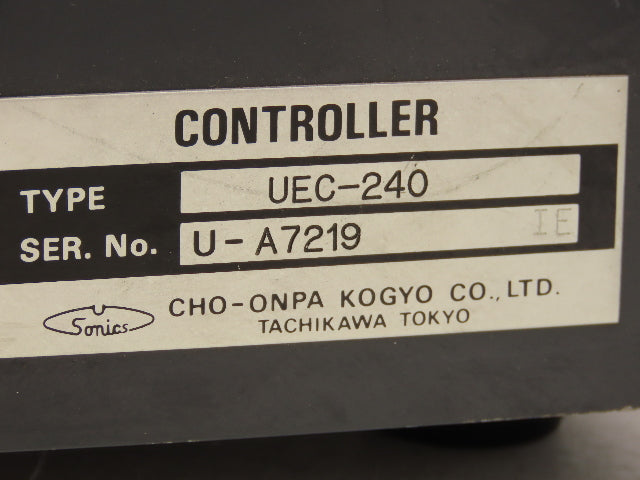 CONTROLLER
TYPE UEC-240
SER. No. U-A7219 IE
Sonics CHO-ONPA KOGYO CO., LTD.
TACHIKAWA TOKYO